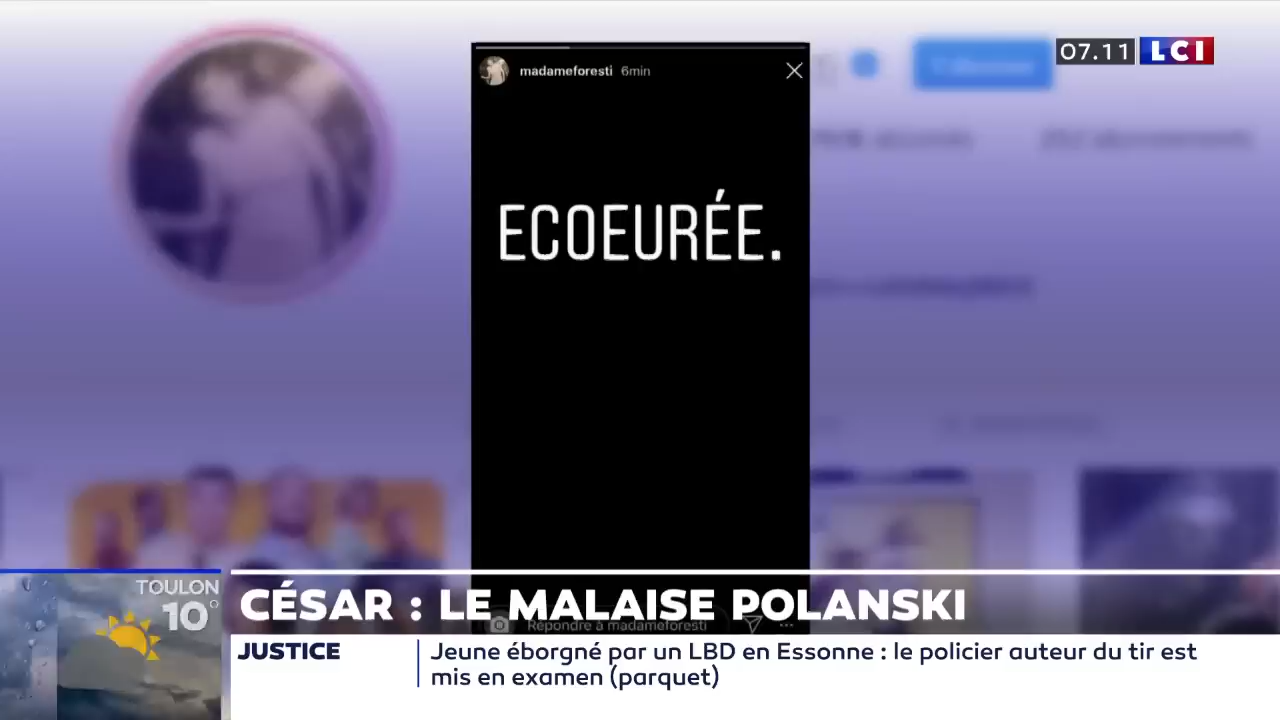 07.11 LCI
madameforesti 6min
ECOEURÉE.
Répondre à madameforesti
TOULON
10°
CÉSAR : LE MALAISE POLANSKI
JUSTICE
Jeune éborgné par un LBD en Essonne : le policier auteur du tir est
mis en examen (parquet)